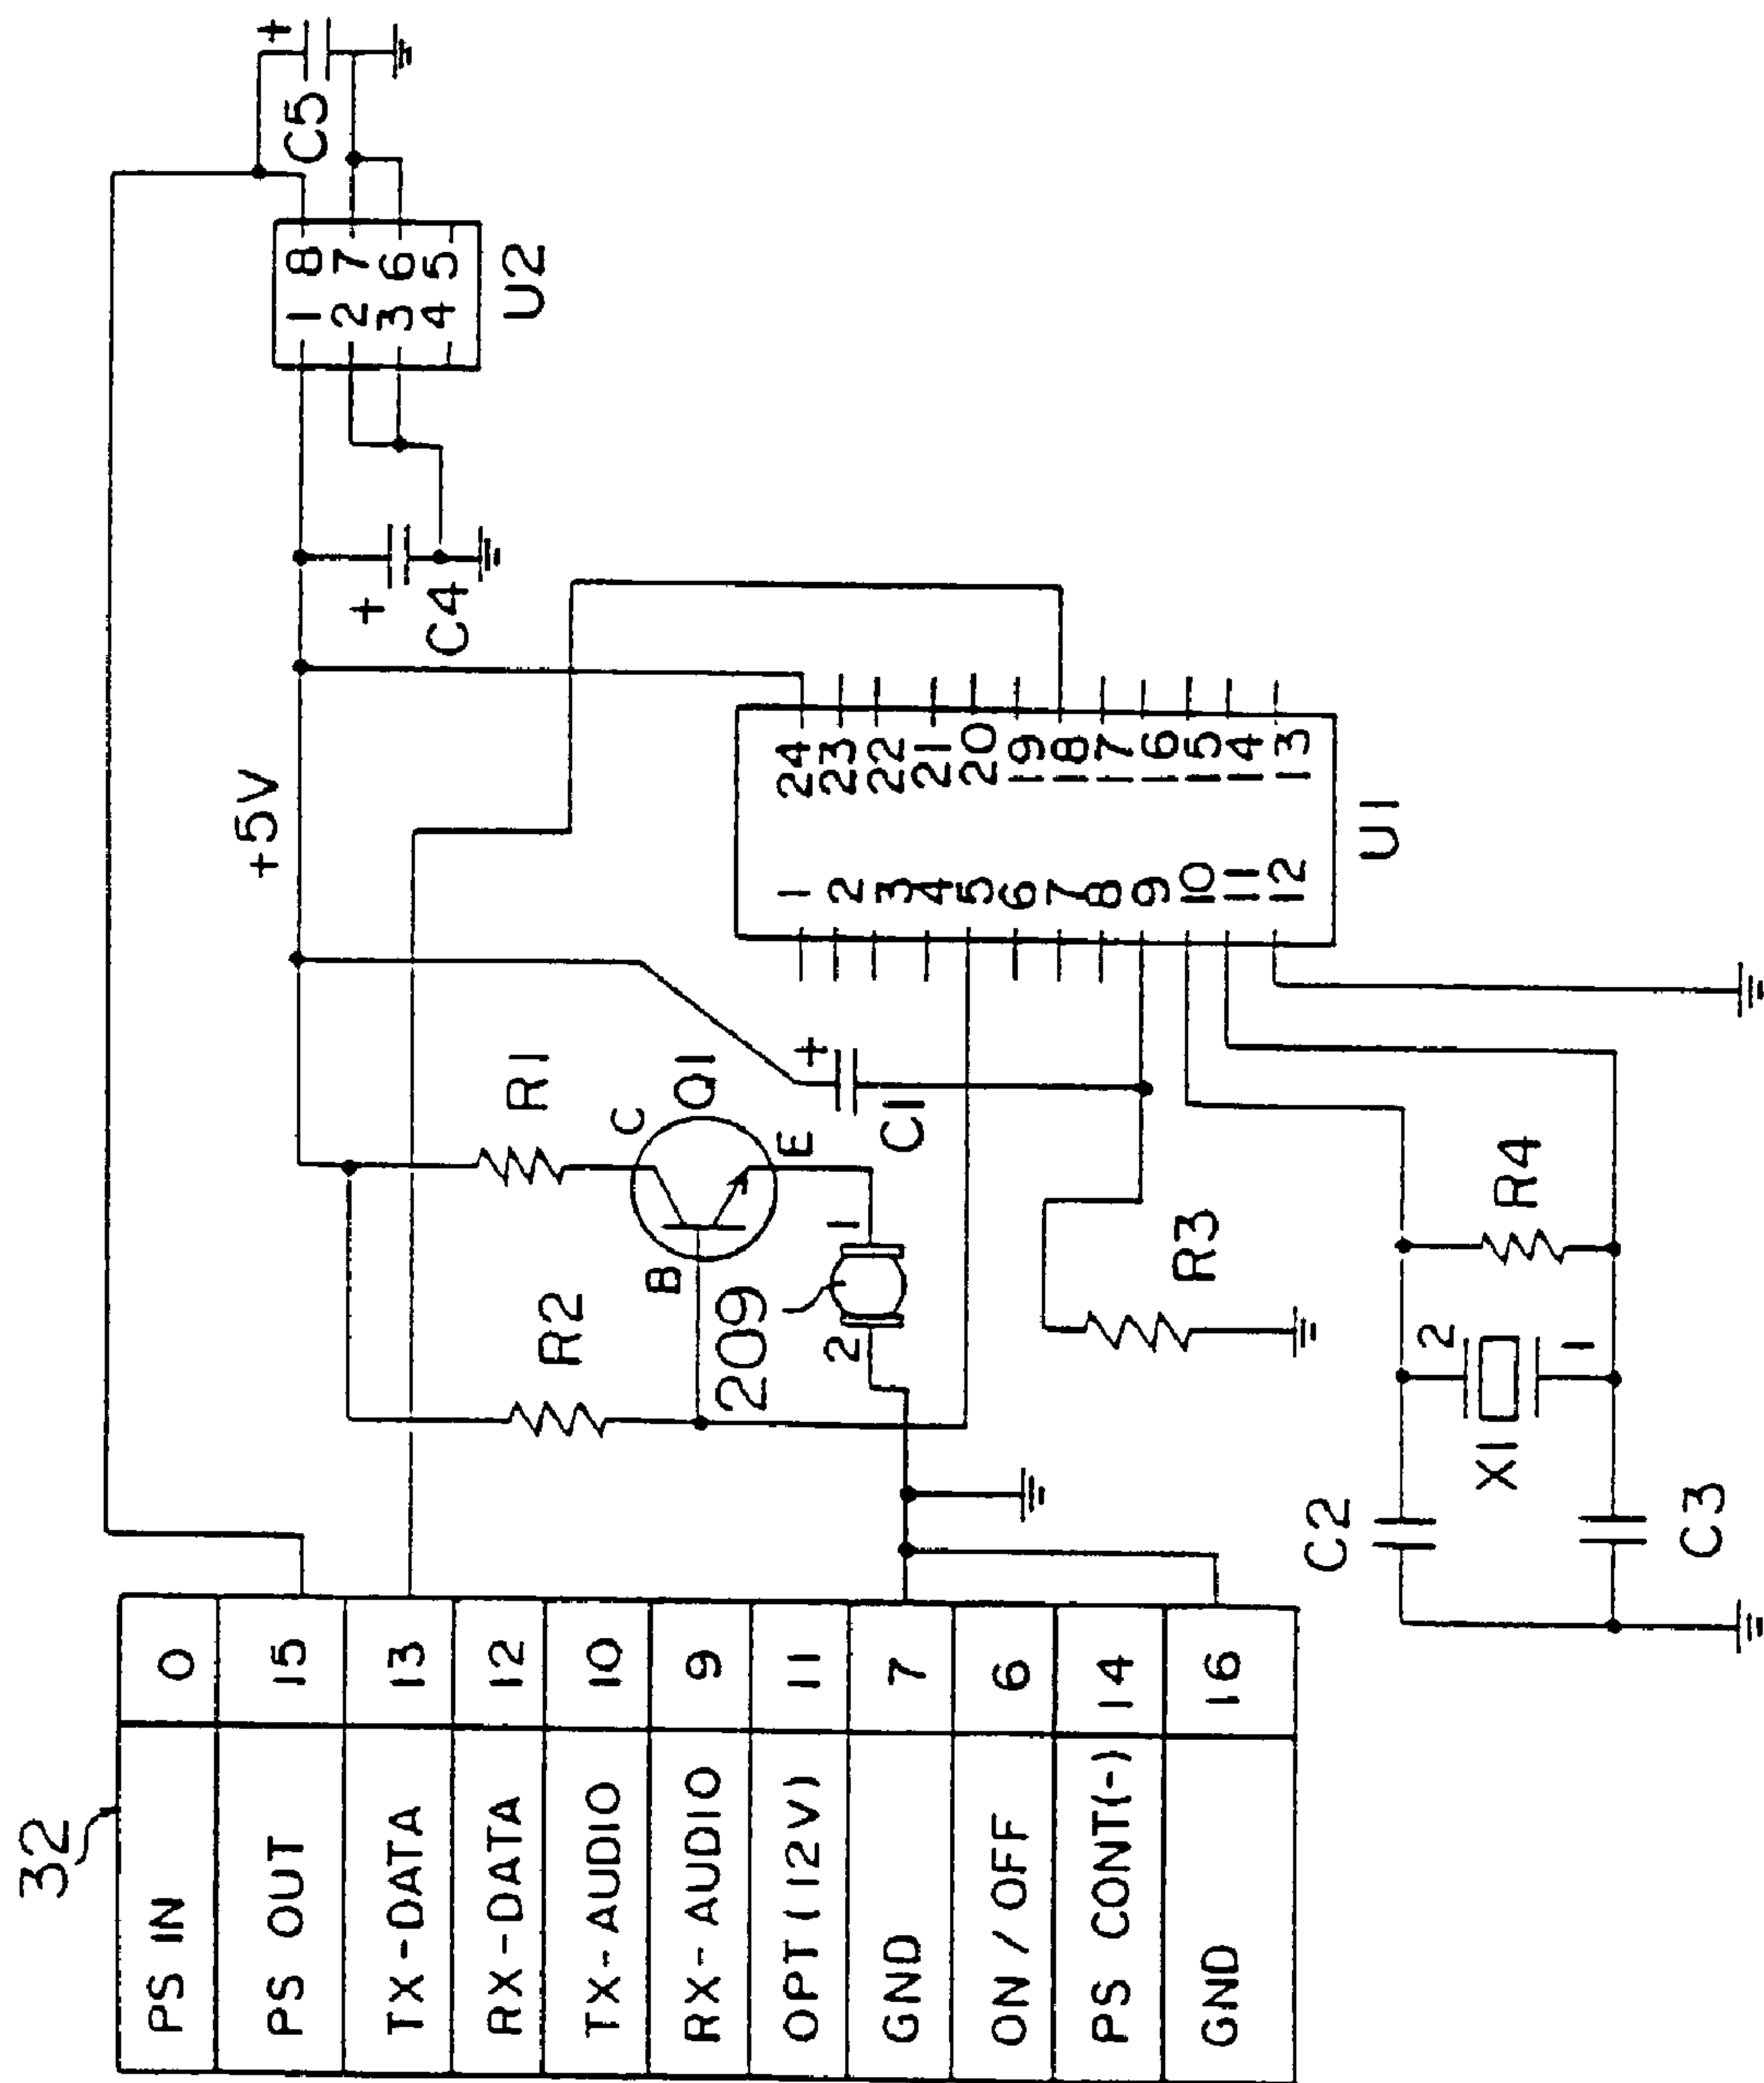 32
PS IN 0
PS OUT 15
TX-DATA 13
RX-DATA 12
TX-AUDIO 10
RX-AUDIO 9
OPT (12V) 11
GND 7
ON/OFF 6
PS CONT(-) 14
GND 16
+5V
R1
R2
C
Q1
B
E
209
1
2
+
C1
R3
C2
X1
2
1
R4
C3
1 24
2 23
3 22
4 21
5 20
6 19
7 18
8 17
9 16
10 15
11 14
12 13
U1
+
C4
1 8
2 7
3 6
4 5
U2
+
C5